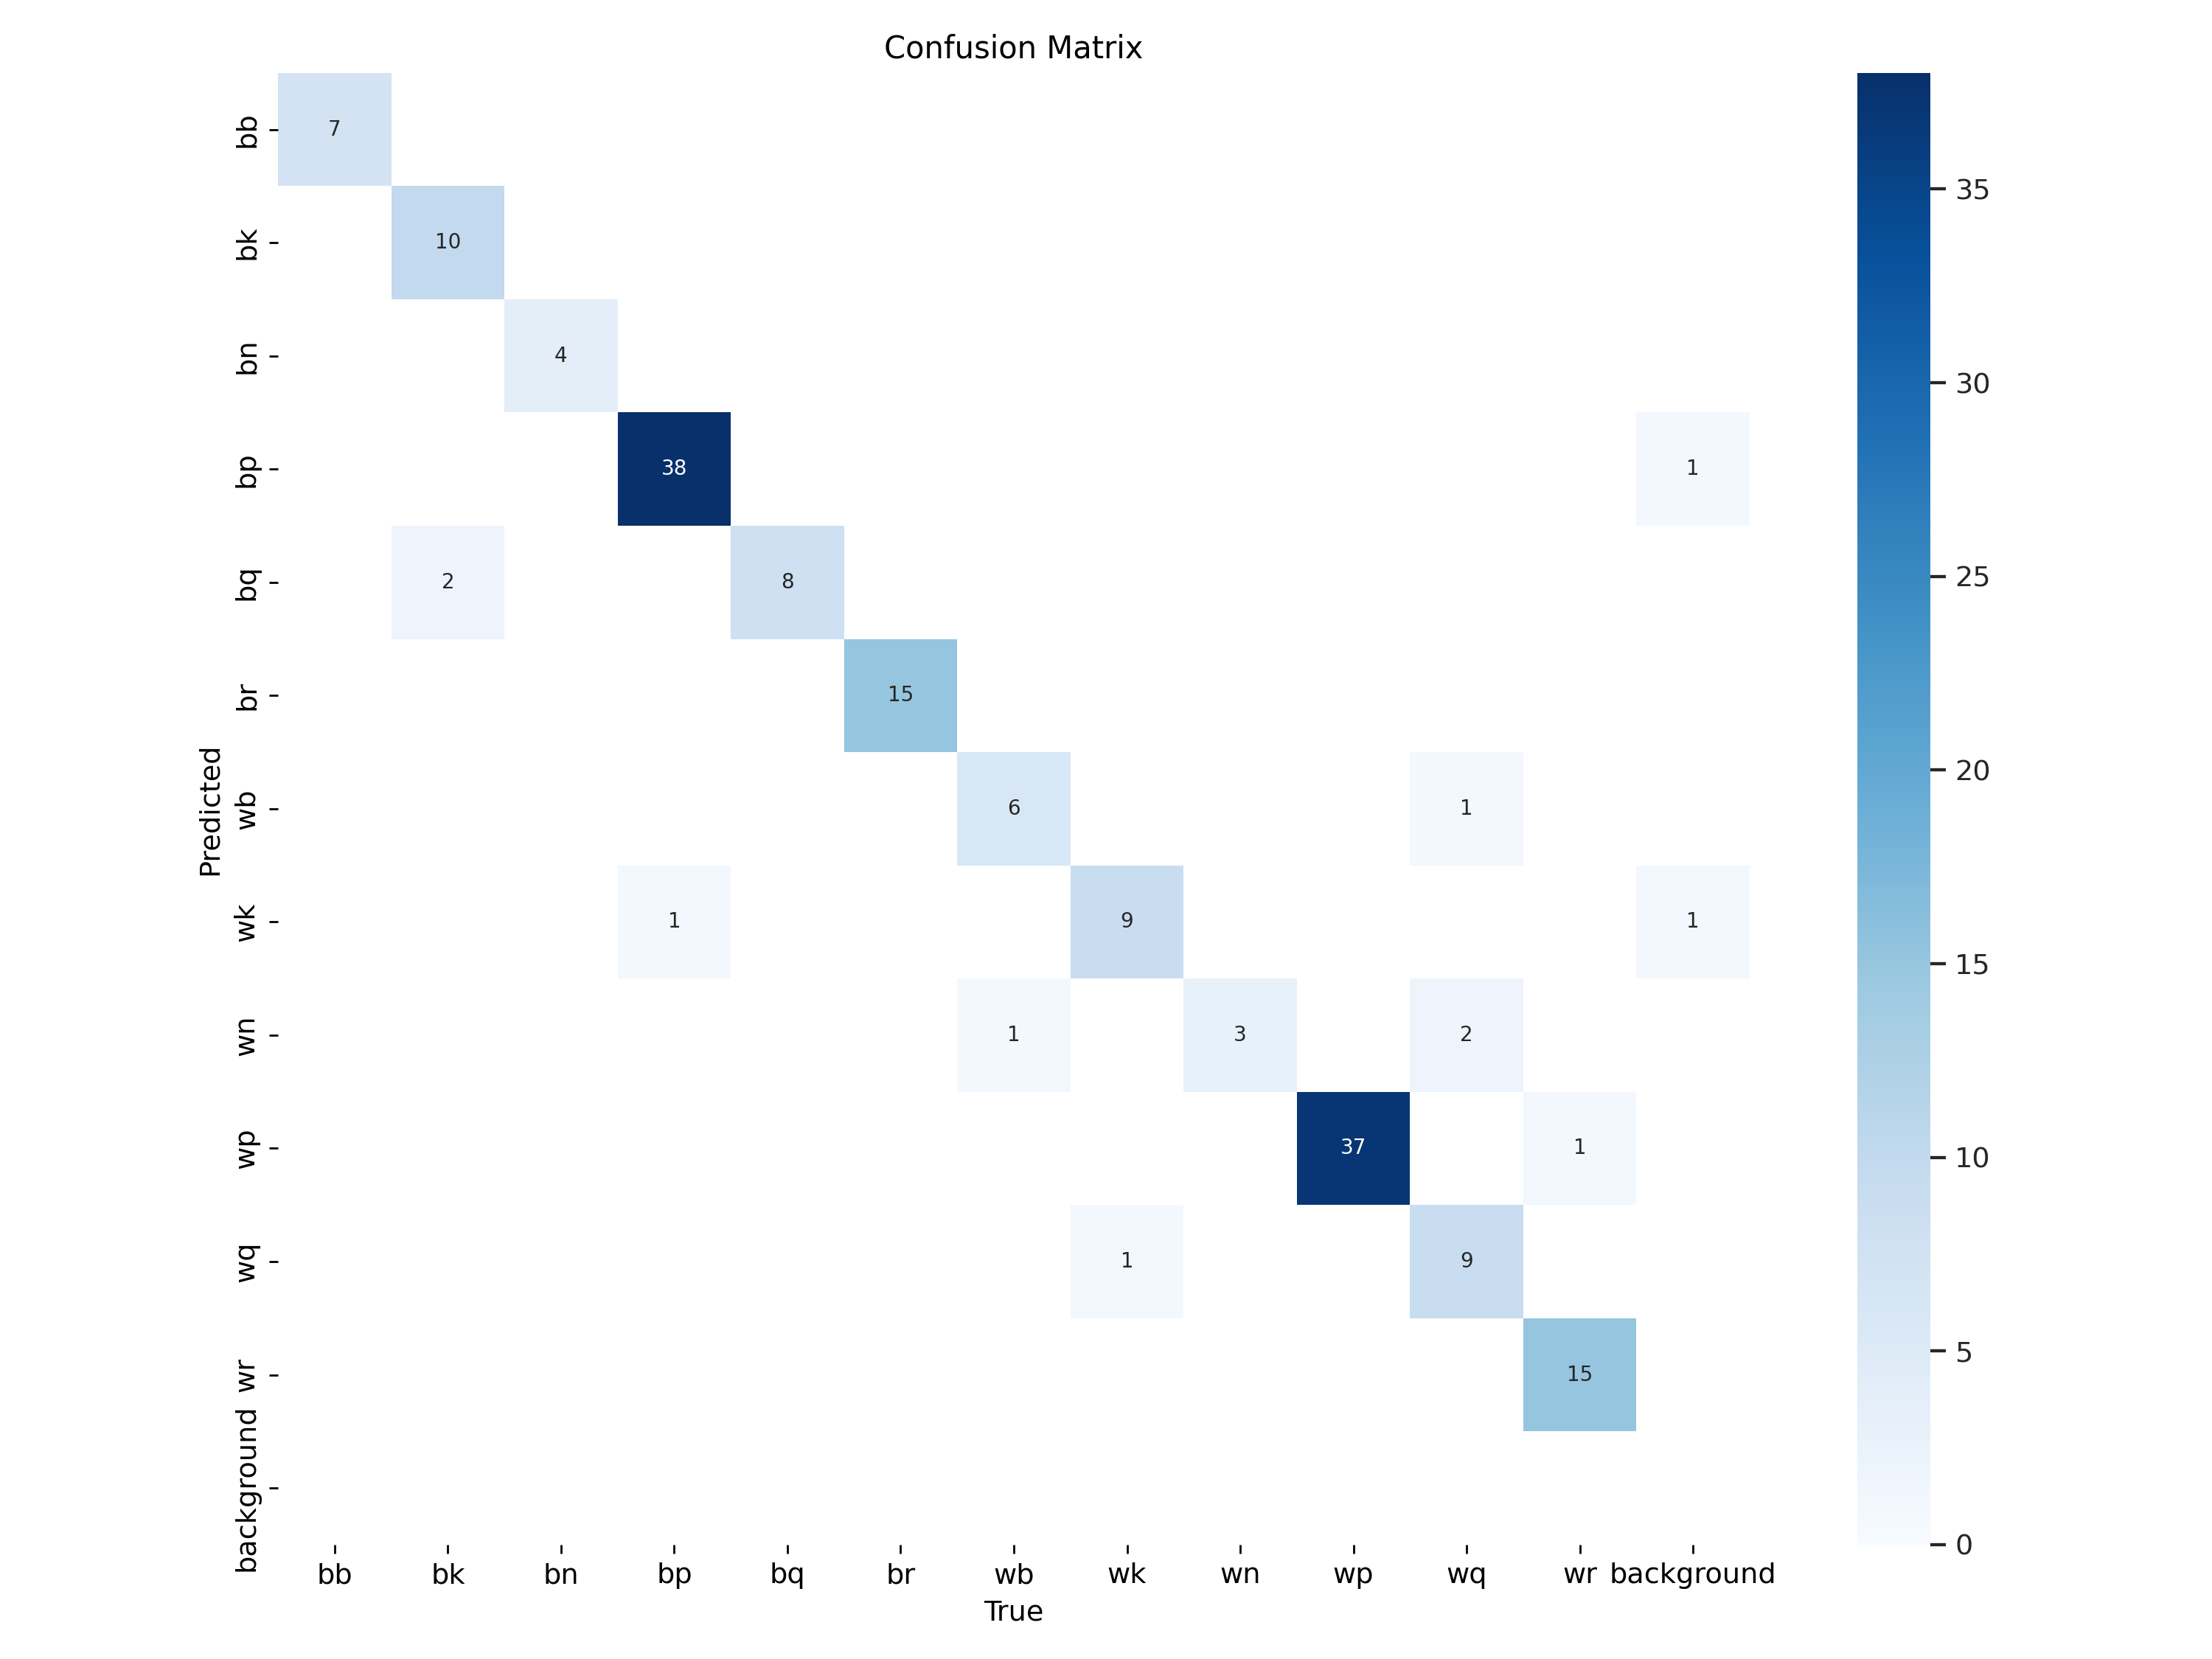 Confusion Matrix
bb 7
bk 10
bn 4
bp 38 1
bq 2 8
br 15
wb 6 1
wk 1 9 1
wn 1 3 2
wp 37 1
wq 1 9
wr 15
background
Predicted
bb bk bn bp bq br wb wk wn wp wq wr background
True
35
30
25
20
15
10
5
0